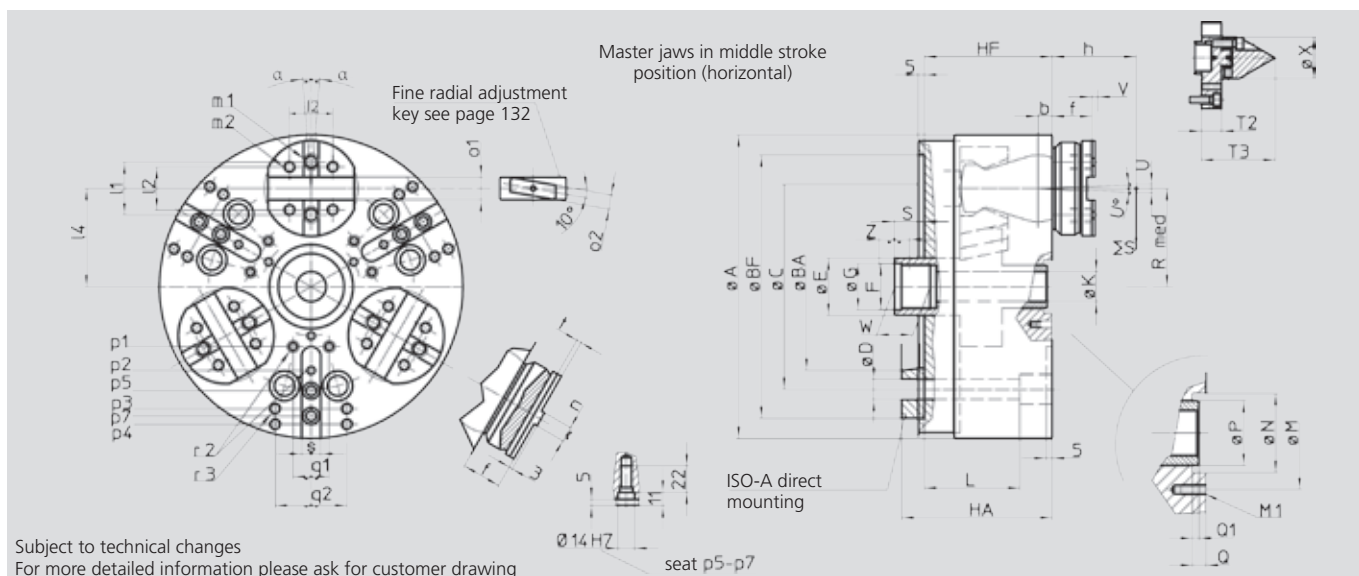 Master jaws in middle stroke
position (horizontal)
HF
h
5
b
f
V
øX
T2
T3
α
α
l2
m1
m2
Fine radial adjustment
key see page 132
o1
10°
o2
l1
l2
l4
S
Z
øA
øBF
øC
øBA
øE
øG
F
W
øD
U
U°
ΣS
R med
øK
p1
p2
p5
p3
p7
p4
r2
r3
s
q1
q2
n
f
3
5
11
22
Ø14 H7
seat p5-p7
ISO-A direct
mounting
L
HA
5
øP
øN
øM
M1
Q1
Q
Subject to technical changes
For more detailed information please ask for customer drawing